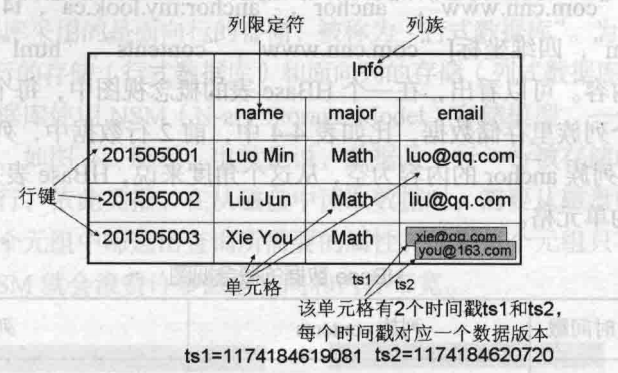 列限定符 列族
Info
name major email
201505001 Luo Min Math luo@qq.com
行键 201505002 Liu Jun Math liu@qq.com
201505003 Xie You Math xie@qq.com
you@163.com
单元格 ts1 ts2
该单元格有2个时间戳ts1和ts2,
每个时间戳对应一个数据版本
ts1=1174184619081 ts2=1174184620720